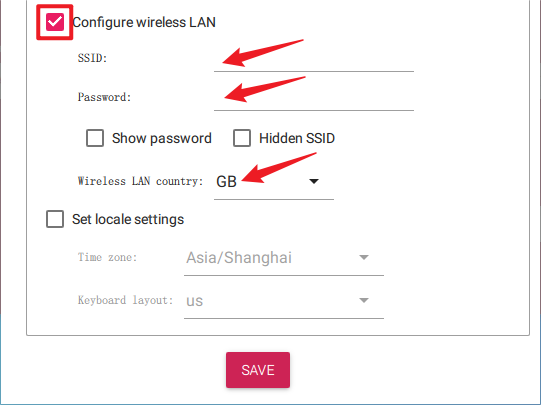 Configure wireless LAN
SSID:
Password:
Show password Hidden SSID
Wireless LAN country: GB
Set locale settings
Time zone: Asia/Shanghai
Keyboard layout: us
SAVE